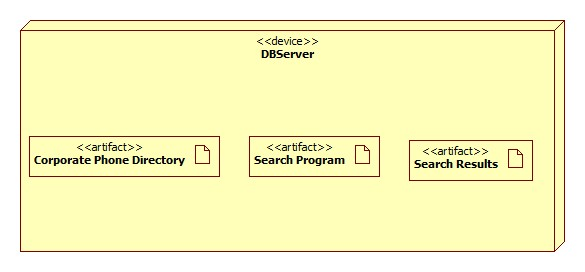 <<device>>
DBServer
<<artifact>>
Corporate Phone Directory
<<artifact>>
Search Program
<<artifact>>
Search Results